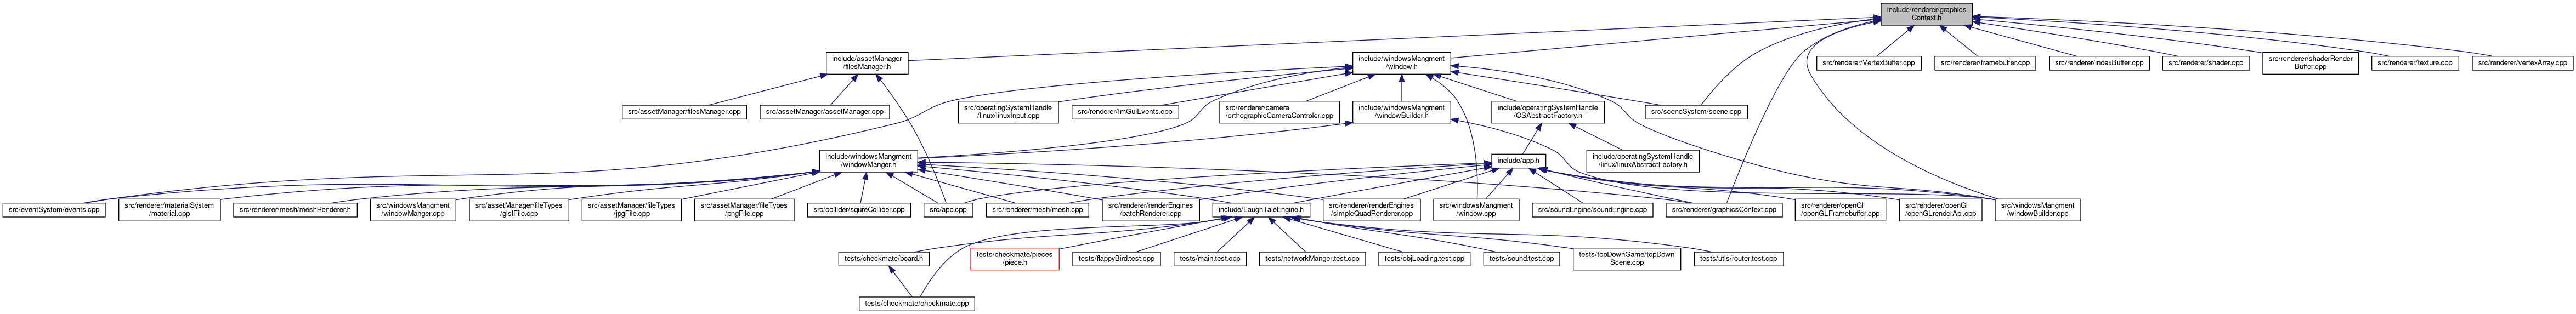 include/renderer/graphics
Context.h
include/assetManager
/filesManager.h
include/windowsMangment
/window.h
src/renderer/VertexBuffer.cpp
src/renderer/framebuffer.cpp
src/renderer/indexBuffer.cpp
src/renderer/shader.cpp
src/renderer/shaderRender
Buffer.cpp
src/renderer/texture.cpp
src/renderer/vertexArray.cpp
src/assetManager/filesManager.cpp
src/assetManager/assetManager.cpp
src/operatingSystemHandle
/linux/linuxInput.cpp
src/renderer/ImGuiEvents.cpp
src/renderer/camera
/orthographicCameraControler.cpp
include/windowsMangment
/windowBuilder.h
include/operatingSystemHandle
/OSAbstractFactory.h
src/sceneSystem/scene.cpp
include/windowsMangment
/windowManger.h
include/app.h
include/operatingSystemHandle
/linux/linuxAbstractFactory.h
src/eventSystem/events.cpp
src/renderer/materialSystem
/material.cpp
src/renderer/mesh/meshRenderer.h
src/windowsMangment
/windowManger.cpp
src/assetManager/fileTypes
/glslFile.cpp
src/assetManager/fileTypes
/jpgFile.cpp
src/assetManager/fileTypes
/pngFile.cpp
src/collider/squreCollider.cpp
src/app.cpp
src/renderer/mesh/mesh.cpp
src/renderer/renderEngines
/batchRenderer.cpp
include/LaughTaleEngine.h
src/renderer/renderEngines
/simpleQuadRenderer.cpp
src/windowsMangment
/window.cpp
src/soundEngine/soundEngine.cpp
src/renderer/graphicsContext.cpp
src/renderer/openGl
/openGLFramebuffer.cpp
src/renderer/openGl
/openGLrenderApi.cpp
src/windowsMangment
/windowBuilder.cpp
tests/checkmate/board.h
tests/checkmate/pieces
/piece.h
tests/flappyBird.test.cpp
tests/main.test.cpp
tests/networkManger.test.cpp
tests/objLoading.test.cpp
tests/sound.test.cpp
tests/topDownGame/topDown
Scene.cpp
tests/utls/router.test.cpp
tests/checkmate/checkmate.cpp